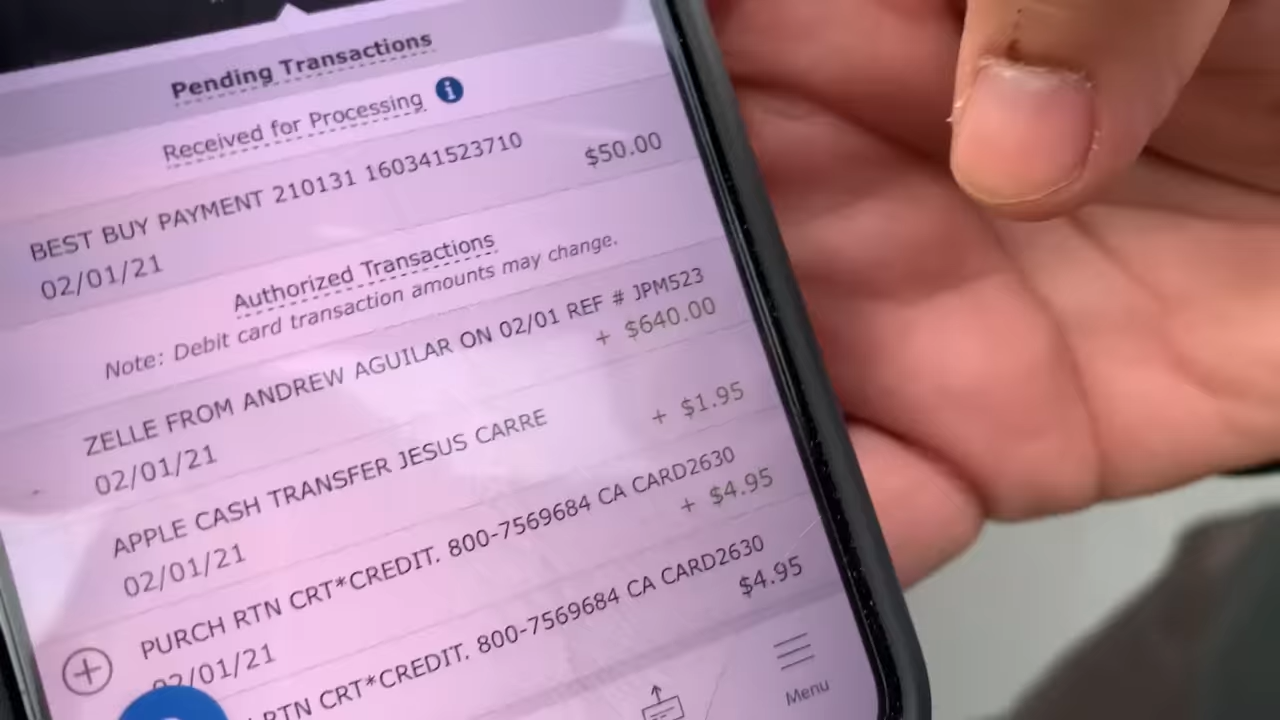 Pending Transactions
Received for Processing i
BEST BUY PAYMENT 210131 160341523710
$50.00
02/01/21
Authorized Transactions
Note: Debit card transaction amounts may change.
ZELLE FROM ANDREW AGUILAR ON 02/01 REF # JPM523
+ $640.00
02/01/21
APPLE CASH TRANSFER JESUS CARRE
+ $1.95
02/01/21
PURCH RTN CRT*CREDIT. 800-7569684 CA CARD2630
+ $4.95
02/01/21
RTN CRT*CREDIT. 800-7569684 CA CARD2630
$4.95
Menu